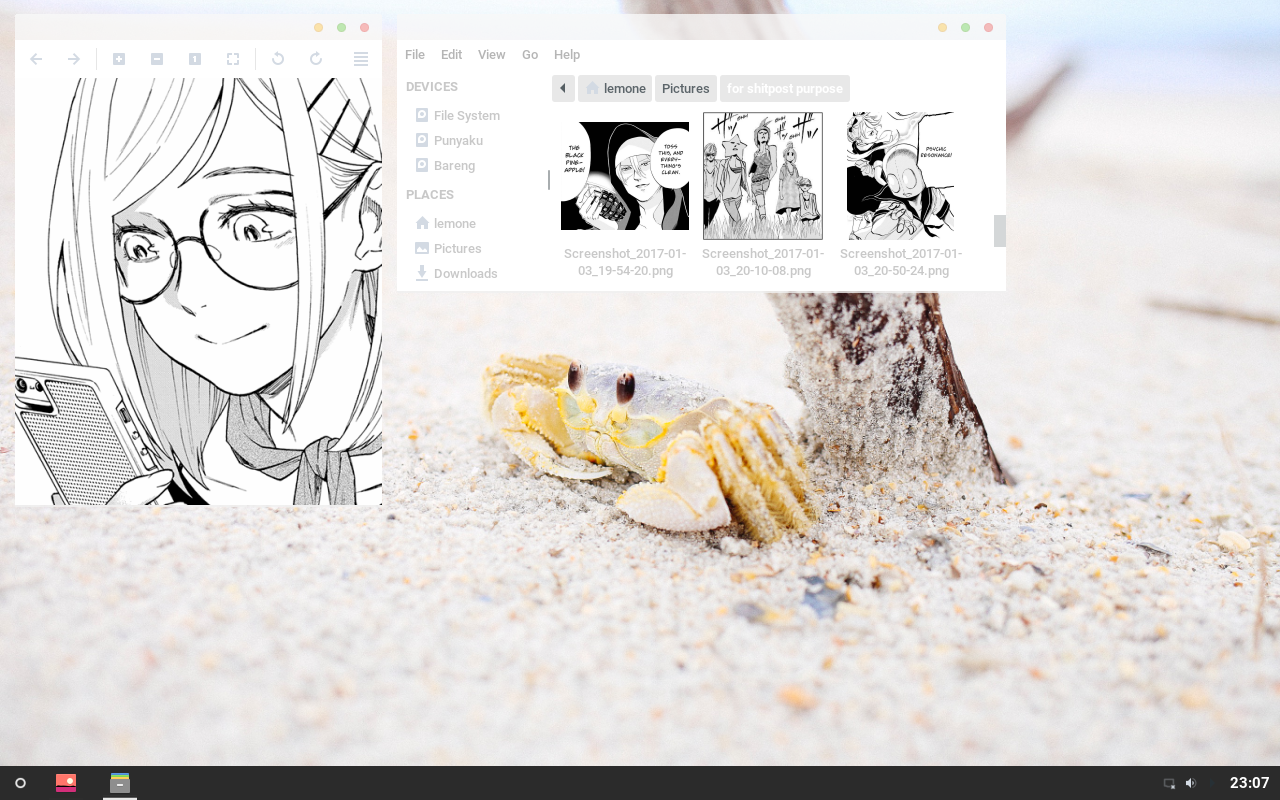 File Edit View Go Help
DEVICES
File System
Punyaku
Bareng
PLACES
lemone
Pictures
Downloads
lemone
Pictures
for shitpost purpose
THE
BLACK
PINE-
APPLE!
TOSS
THIS, AND
EVERY-
THING'S
CLEAN.
PSYCHIC
RESONANCE!
Screenshot_2017-01-
03_19-54-20.png
Screenshot_2017-01-
03_20-10-08.png
Screenshot_2017-01-
03_20-50-24.png
23:07